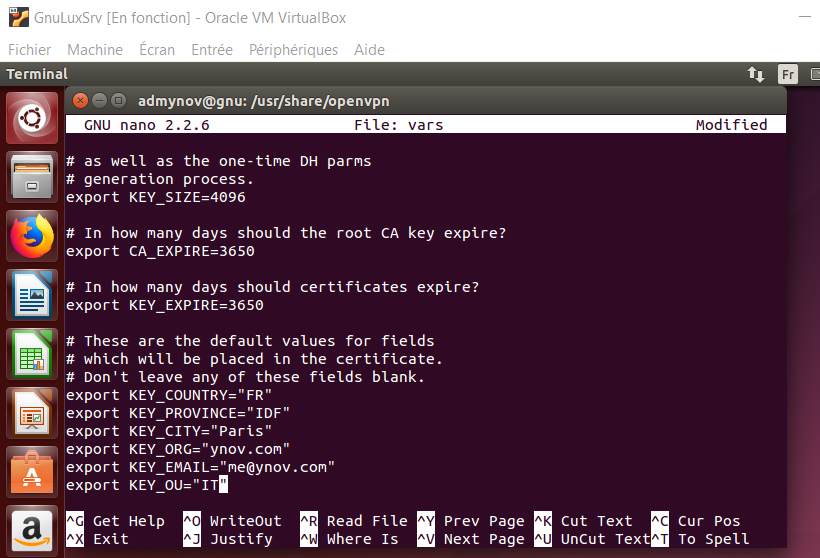 GnuLuxSrv [En fonction] - Oracle VM VirtualBox
Fichier Machine Écran Entrée Périphériques Aide
Terminal Fr
admynov@gnu: /usr/share/openvpn
GNU nano 2.2.6 File: vars Modified
# as well as the one-time DH parms
# generation process.
export KEY_SIZE=4096
# In how many days should the root CA key expire?
export CA_EXPIRE=3650
# In how many days should certificates expire?
export KEY_EXPIRE=3650
# These are the default values for fields
# which will be placed in the certificate.
# Don't leave any of these fields blank.
export KEY_COUNTRY="FR"
export KEY_PROVINCE="IDF"
export KEY_CITY="Paris"
export KEY_ORG="ynov.com"
export KEY_EMAIL="me@ynov.com"
export KEY_OU="IT"
^G Get Help ^O WriteOut ^R Read File ^Y Prev Page ^K Cut Text ^C Cur Pos
^X Exit ^J Justify ^W Where Is ^V Next Page ^U UnCut Text ^T To Spell